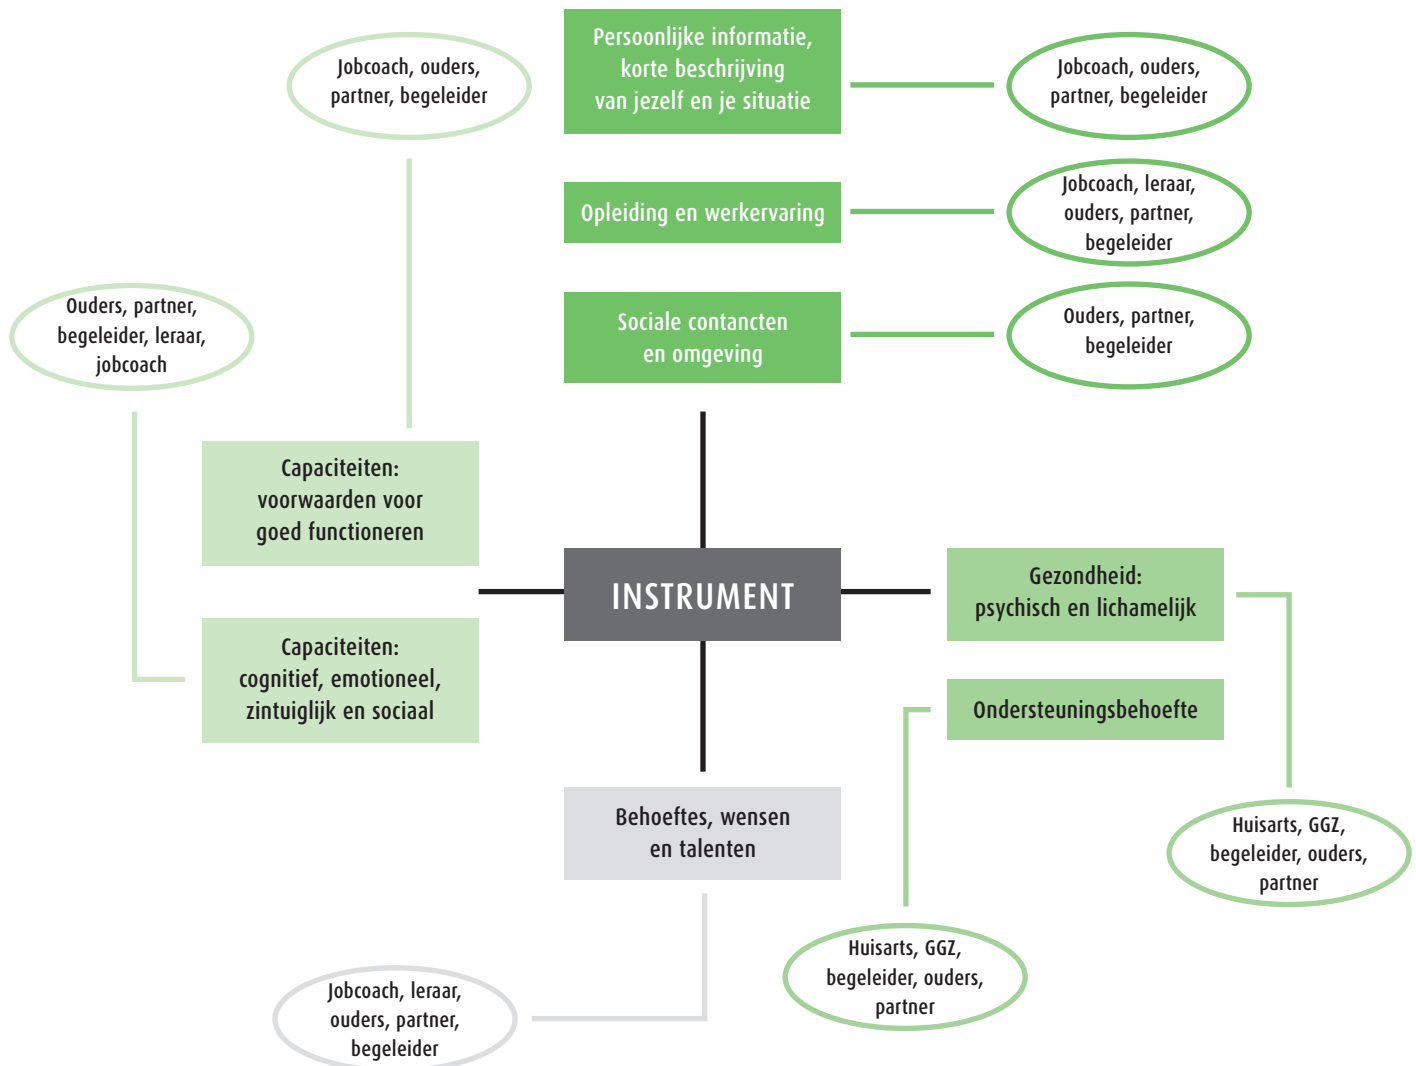 Persoonlijke informatie,
korte beschrijving
van jezelf en je situatie
Jobcoach, ouders,
partner, begeleider
Jobcoach, ouders,
partner, begeleider
Opleiding en werkervaring
Jobcoach, leraar,
ouders, partner,
begeleider
Sociale contancten
en omgeving
Ouders, partner,
begeleider
Ouders, partner,
begeleider, leraar,
jobcoach
Capaciteiten:
voorwaarden voor
goed functioneren
INSTRUMENT
Gezondheid:
psychisch en lichamelijk
Capaciteiten:
cognitief, emotioneel,
zintuiglijk en sociaal
Ondersteuningsbehoefte
Behoeftes, wensen
en talenten
Huisarts, GGZ,
begeleider, ouders,
partner
Huisarts, GGZ,
begeleider, ouders,
partner
Jobcoach, leraar,
ouders, partner,
begeleider